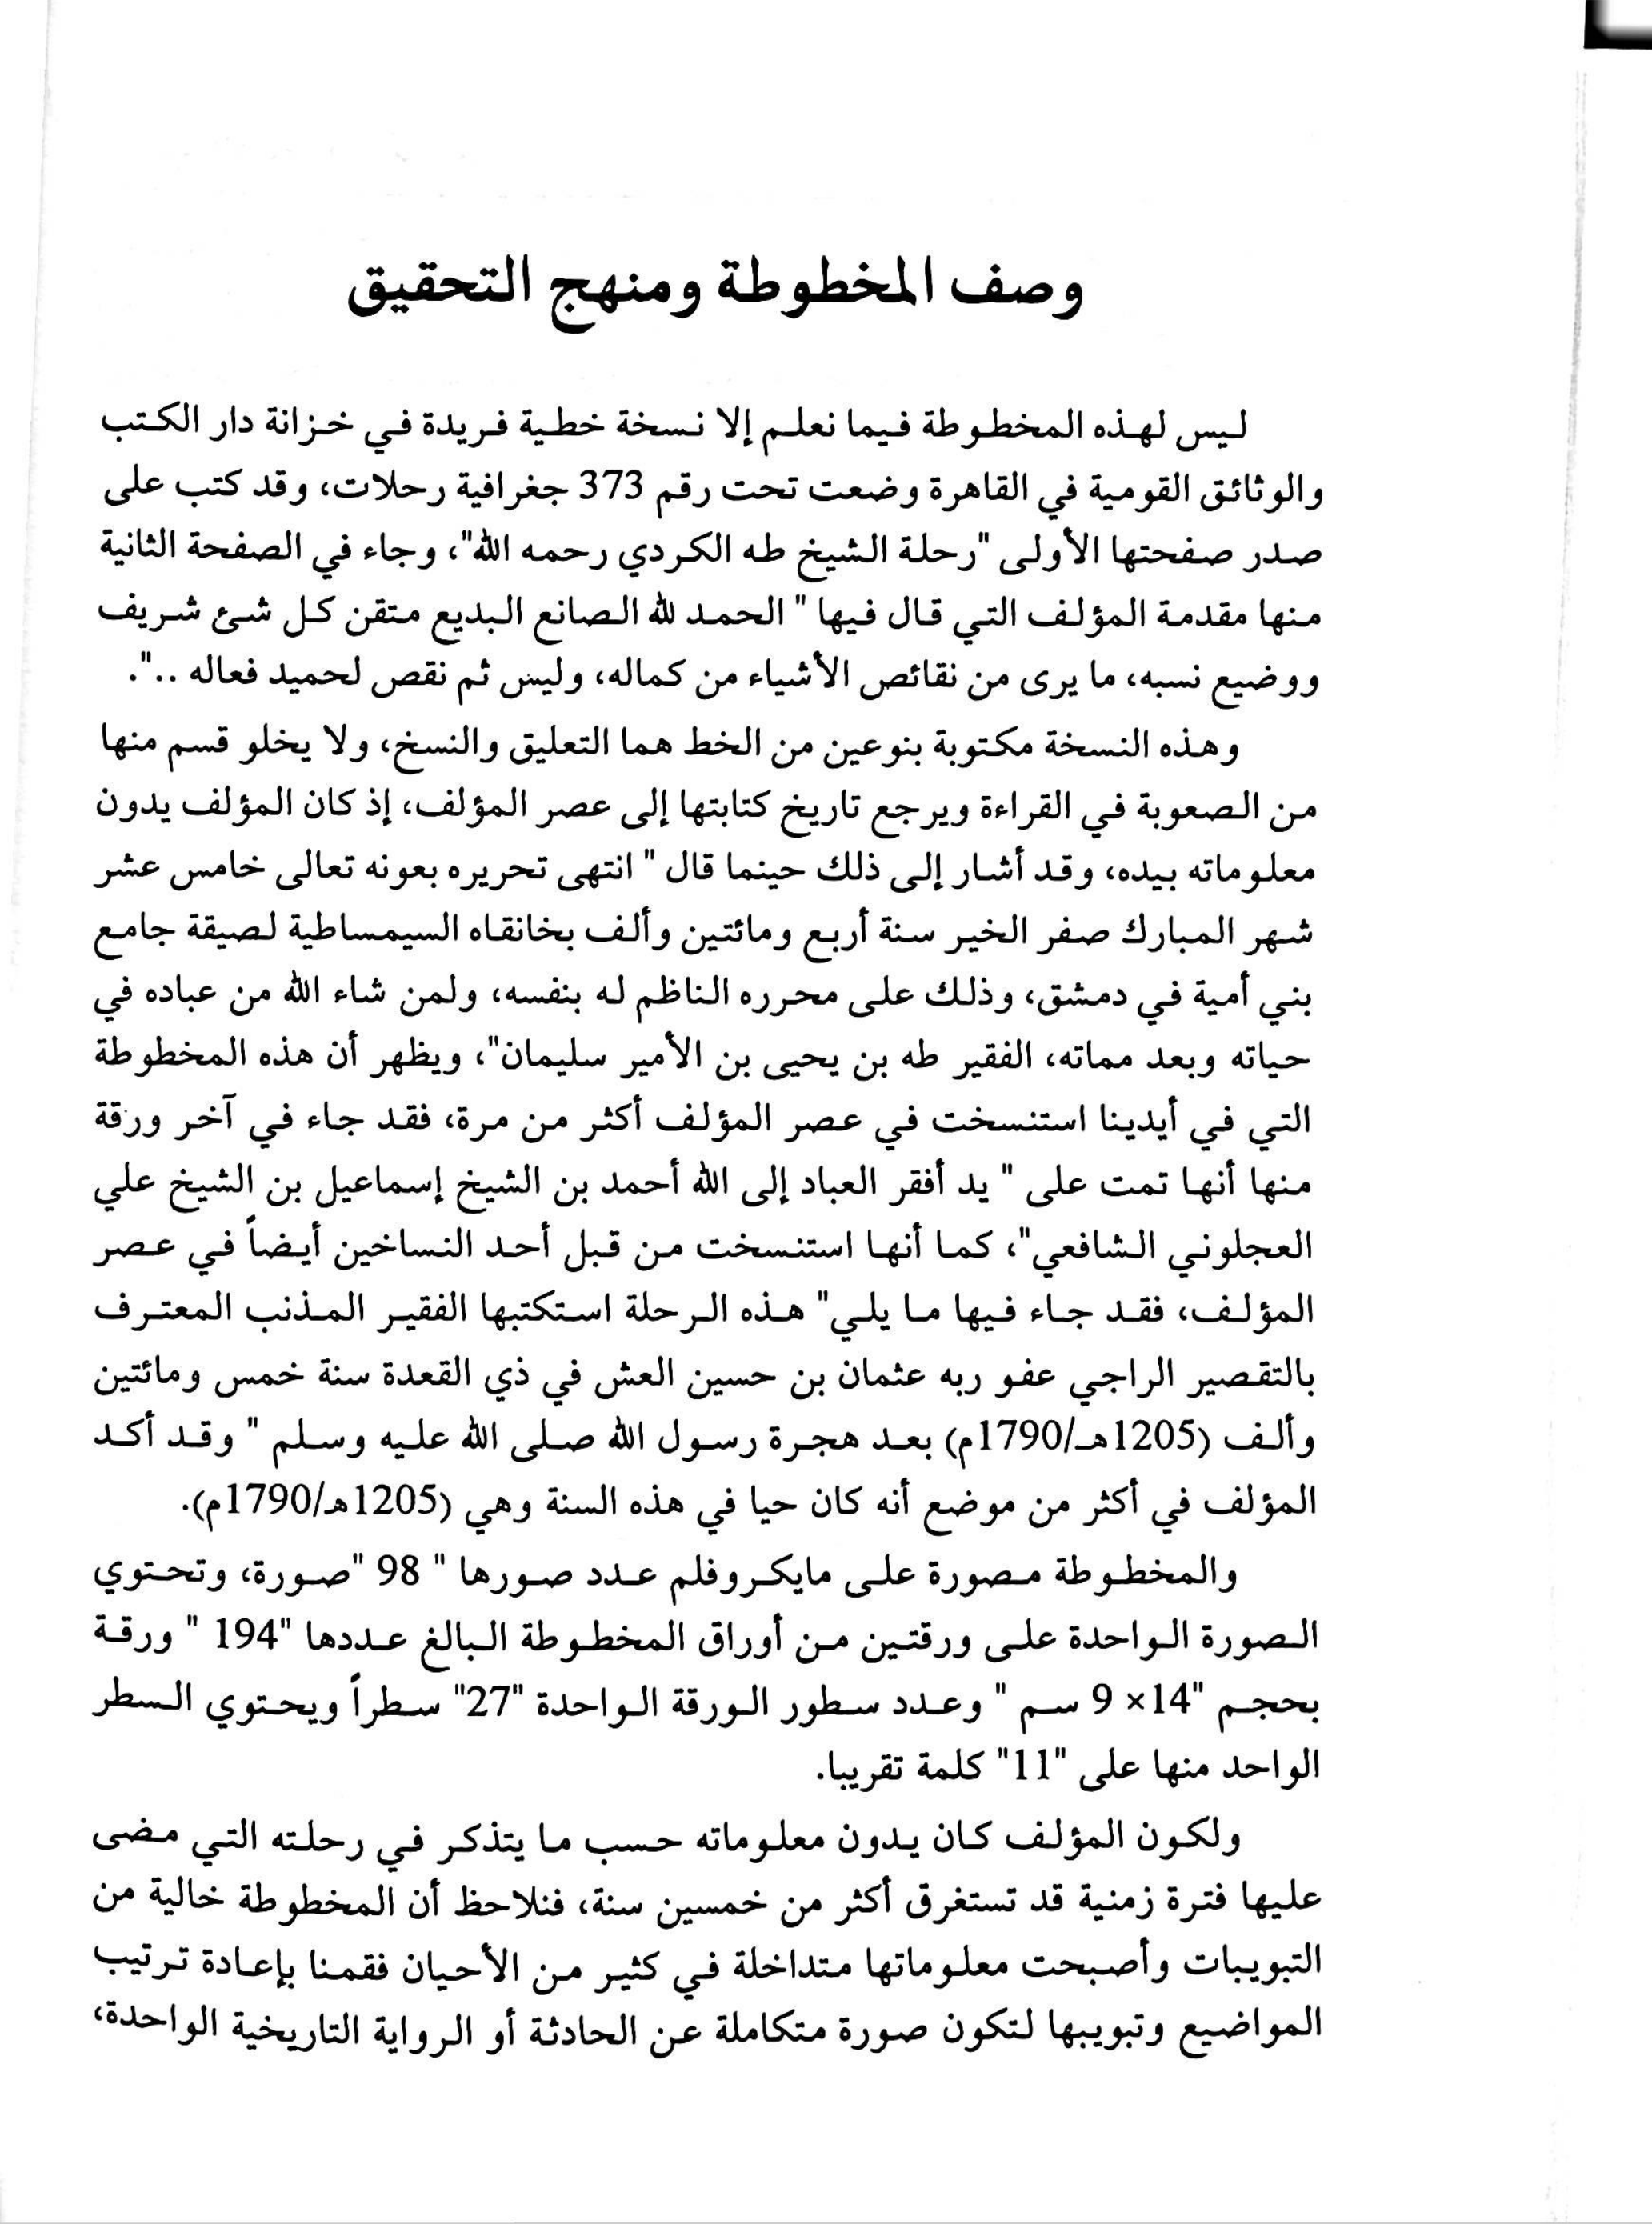 وصف المخطوطة ومنهج التحقيق
ليس لهذه المخطوطة فيما نعلم إلا نسخة خطية فريدة في خزانة دار الكتب
والوثائق القومية في القاهرة وضعت تحت رقم 373 جغرافية رحلات، وقد كتب على
صدر صفحتها الأولى "رحلة الشيخ طه الكردي رحمه الله"، وجاء في الصفحة الثانية
منها مقدمة المؤلف التي قال فيها " الحمد لله الصانع البديع متقن كل شئ شريف
ووضيع نسبه، ما يرى من نقائص الأشياء من كماله، وليس ثم نقص لحميد فعاله ..".
وهذه النسخة مكتوبة بنوعين من الخط هما التعليق والنسخ، ولا يخلو قسم منها
من الصعوبة في القراءة ويرجع تاريخ كتابتها إلى عصر المؤلف، إذ كان المؤلف يدون
معلوماته بيده، وقد أشار إلى ذلك حينما قال " انتهى تحريره بعونه تعالى خامس عشر
شهر المبارك صفر الخير سنة أربع ومائتين وألف بخانقاه السيمساطية لصيقة جامع
بني أمية في دمشق، وذلك على محرره الناظم له بنفسه، ولمن شاء الله من عباده في
حياته وبعد مماته، الفقير طه بن يحيى بن الأمير سليمان"، ويظهر أن هذه المخطوطة
التي في أيدينا استنسخت في عصر المؤلف أكثر من مرة، فقد جاء في آخر ورقة
منها أنها تمت على " يد أفقر العباد إلى الله أحمد بن الشيخ إسماعيل بن الشيخ علي
العجلوني الشافعي"، كما أنها استنسخت من قبل أحد النساخين أيضاً في عصر
المؤلف، فقد جاء فيها ما يلي" هذه الرحلة استكتبها الفقير المذنب المعترف
بالتقصير الراجي عفو ربه عثمان بن حسين العش في ذي القعدة سنة خمس ومائتين
وألف (1205هـ/1790م) بعد هجرة رسول الله صلى الله عليه وسلم " وقد أكد
المؤلف في أكثر من موضع أنه كان حيا في هذه السنة وهي (1205هـ/1790م).
والمخطوطة مصورة على مايكروفلم عدد صورها " 98 "صورة، وتحتوي
الصورة الواحدة على ورقتين من أوراق المخطوطة البالغ عددها "194 " ورقة
بحجم "14× 9 سم " وعدد سطور الورقة الواحدة "27" سطراً ويحتوي السطر
الواحد منها على "11" كلمة تقريبا.
ولكون المؤلف كان يدون معلوماته حسب ما يتذكر في رحلته التي مضى
عليها فترة زمنية قد تستغرق أكثر من خمسين سنة، فنلاحظ أن المخطوطة خالية من
التبويبات وأصبحت معلوماتها متداخلة في كثير من الأحيان فقمنا بإعادة ترتيب
المواضيع وتبويبها لتكون صورة متكاملة عن الحادثة أو الرواية التاريخية الواحدة،